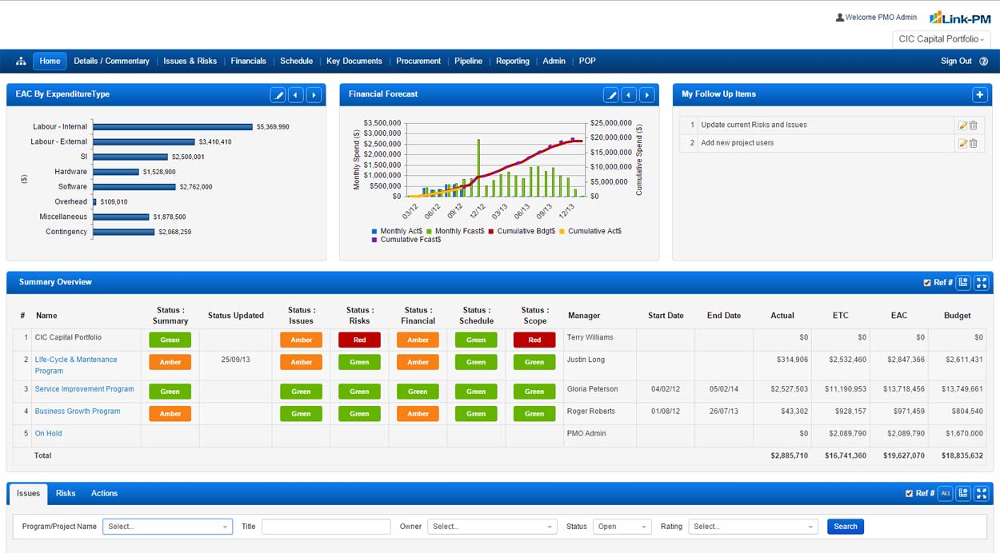 Welcome PMO Admin
Link-PM
CIC Capital Portfolio
Home Details / Commentary Issues & Risks Financials Schedule Key Documents Procurement Pipeline Reporting Admin POP Sign Out ?
EAC By ExpenditureType
Labour - Internal $5,369,990
Labour - External $3,410,410
SI $2,500,001
Hardware $1,528,900
Software $2,762,000
Overhead $109,010
Miscellaneous $1,878,500
Contingency $2,068,259
($)
Financial Forecast
Monthly Spend ($)
$3,500,000
$3,000,000
$2,500,000
$2,000,000
$1,500,000
$1,000,000
$500,000
$0
$25,000,000
$20,000,000
$15,000,000
$10,000,000
$5,000,000
$0
Cumulative Spend ($)
03/12 06/12 09/12 12/12 03/13 06/13 09/13 12/13
Monthly Act$ Monthly Fcast$ Cumulative Bdgt$ Cumulative Act$
Cumulative Fcast$
My Follow Up Items
1 Update current Risks and Issues
2 Add new project users
Summary Overview Ref #
# Name Status : Summary Status Updated Status : Issues Status : Risks Status : Financial Status : Schedule Status : Scope Manager Start Date End Date Actual ETC EAC Budget
1 CIC Capital Portfolio Green Amber Red Amber Green Red Terry Williams $0 $0 $0 $0
2 Life-Cycle & Mantenance Program Amber 25/09/13 Amber Green Amber Green Green Justin Long $314,906 $2,532,460 $2,847,366 $2,611,431
3 Service Improvement Program Green Green Green Green Green Green Gloria Peterson 04/02/12 05/02/14 $2,527,503 $11,190,953 $13,718,456 $13,749,661
4 Business Growth Program Amber Green Green Amber Green Green Roger Roberts 01/08/12 26/07/13 $43,302 $928,157 $971,459 $804,540
5 On Hold PMO Admin $0 $2,089,790 $2,089,790 $1,670,000
Total $2,885,710 $16,741,360 $19,627,070 $18,835,632
Issues Risks Actions Ref # ALL
Program/Project Name Select... Title Owner Select... Status Open Rating Select... Search